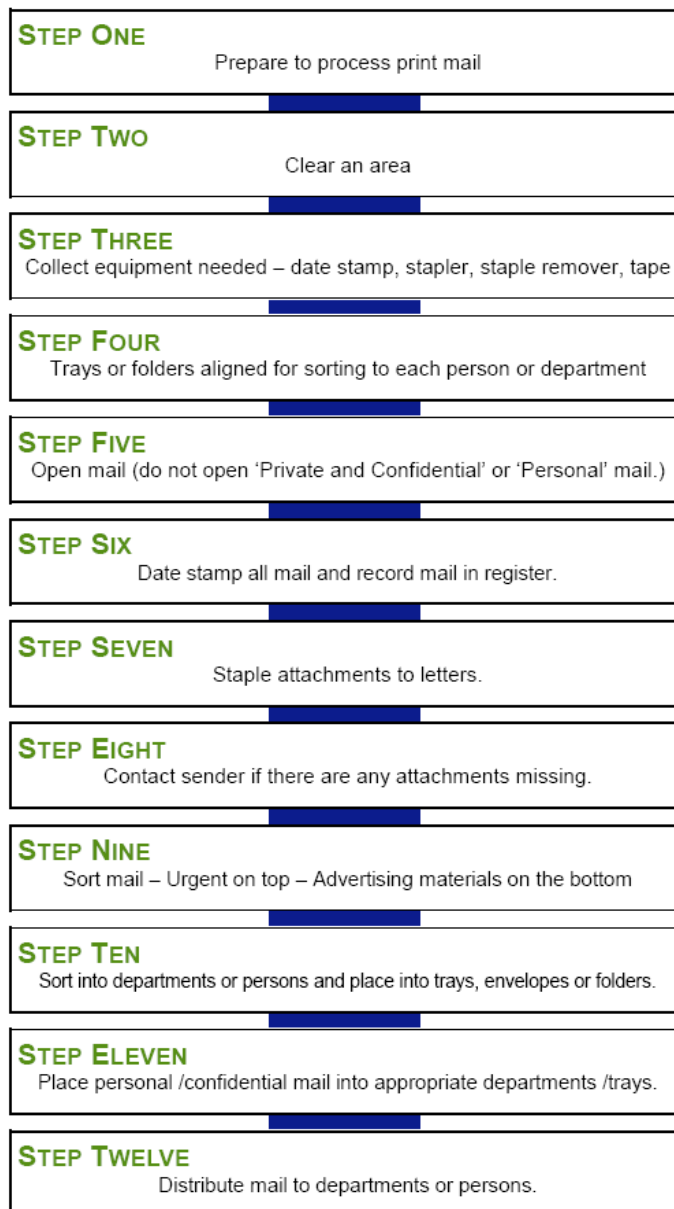 STEP ONE
Prepare to process print mail
STEP TWO
Clear an area
STEP THREE
Collect equipment needed – date stamp, stapler, staple remover, tape
STEP FOUR
Trays or folders aligned for sorting to each person or department
STEP FIVE
Open mail (do not open ‘Private and Confidential’ or ‘Personal’ mail.)
STEP SIX
Date stamp all mail and record mail in register.
STEP SEVEN
Staple attachments to letters.
STEP EIGHT
Contact sender if there are any attachments missing.
STEP NINE
Sort mail – Urgent on top – Advertising materials on the bottom
STEP TEN
Sort into departments or persons and place into trays, envelopes or folders.
STEP ELEVEN
Place personal /confidential mail into appropriate departments /trays.
STEP TWELVE
Distribute mail to departments or persons.